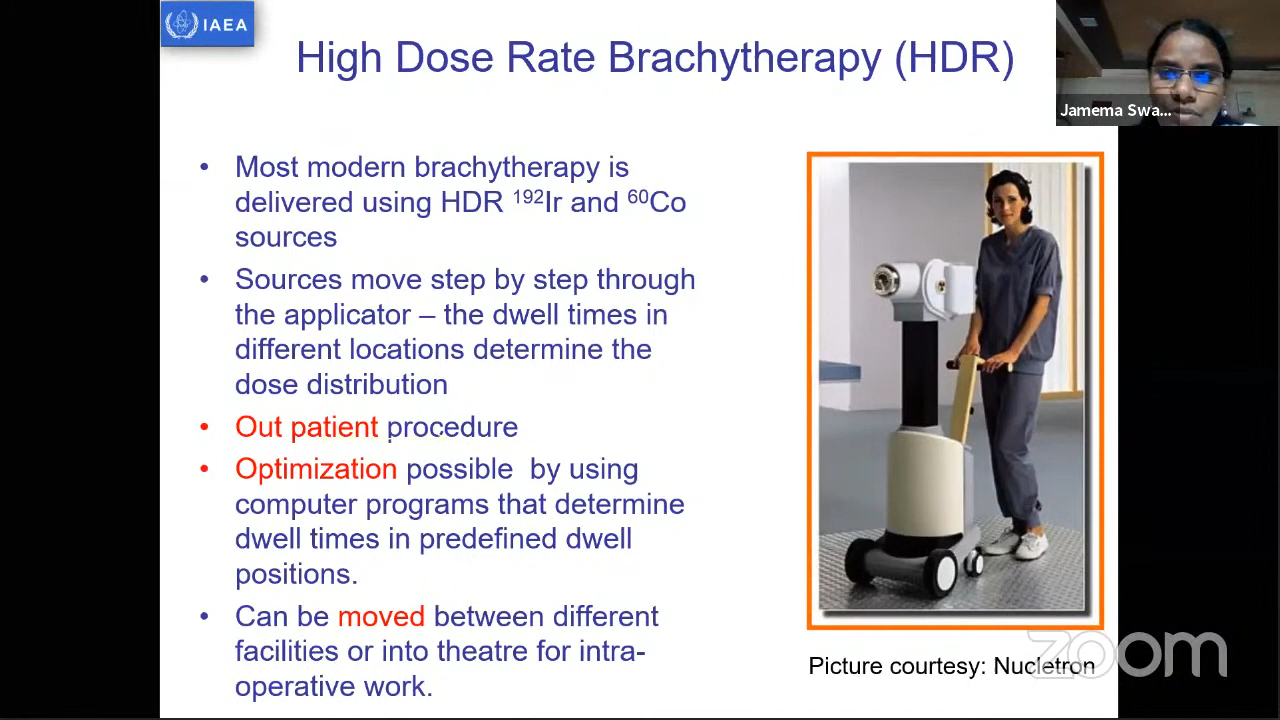 IAEA
High Dose Rate Brachytherapy (HDR)
Jamema Swa...
• Most modern brachytherapy is
delivered using HDR ¹⁹²Ir and ⁶⁰Co
sources
• Sources move step by step through
the applicator – the dwell times in
different locations determine the
dose distribution
• Out patient procedure
• Optimization possible by using
computer programs that determine
dwell times in predefined dwell
positions.
• Can be moved between different
facilities or into theatre for intra-
operative work.
Picture courtesy: Nucletron
zoom